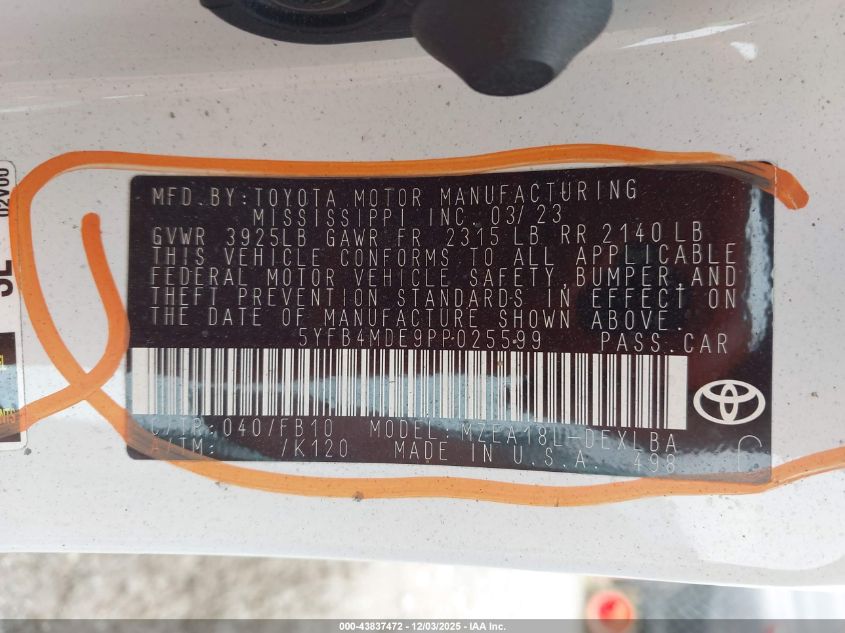 MFD.BY:TOYOTA MOTOR MANUFACTURING
MISSISSIPPI INC. 03/23
GVWR 3925LB GAWR FR 2315 LB RR 2140LB
THIS VEHICLE CONFORMS TO ALL APPLICABLE
FEDERAL MOTOR VEHICLE SAFETY,BUMPER,AND
THEFT PREVENTION STANDARDS IN EFFECT ON
THE DATE OF MANUFACTURE SHOWN ABOVE.
5YFB4MDE9PP025599 PASS.CAR
C/TR:040/FB10 MODEL:MZEA18L-DEXLBA
A/TM: /K120 MADE IN U.S.A. 498
000-43837472 - 12/03/2025 - IAA Inc.